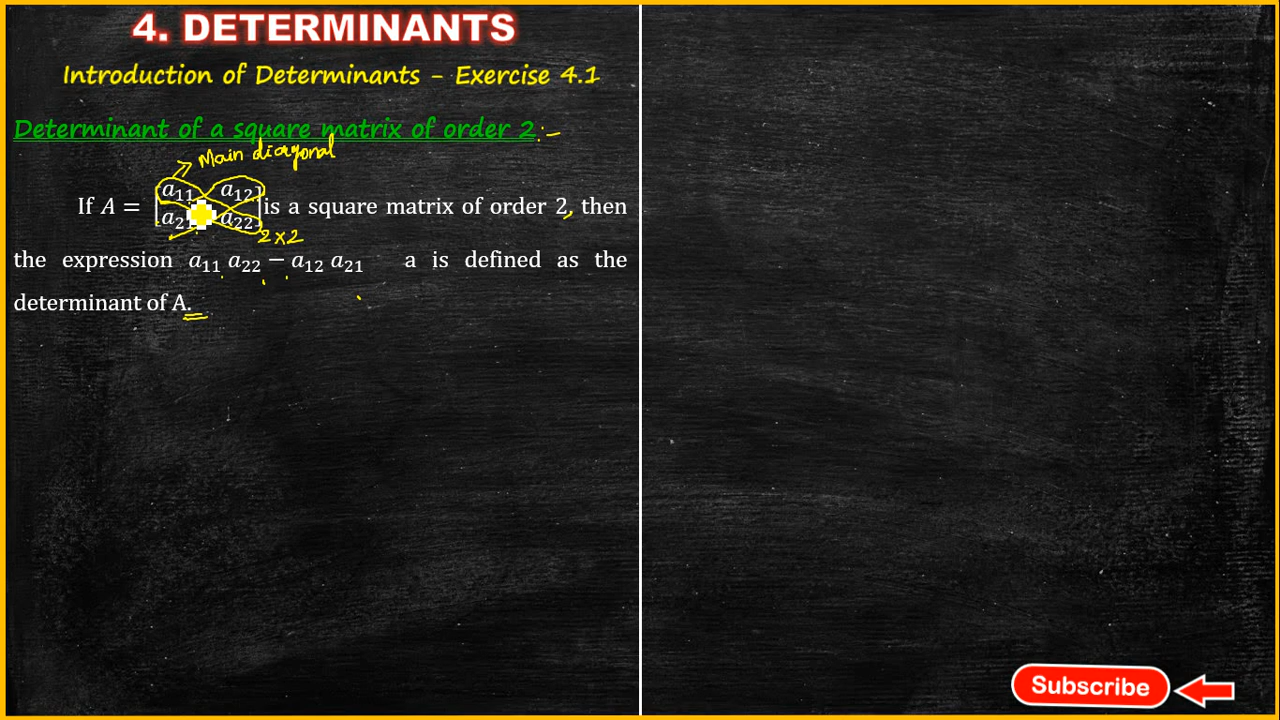 4. DETERMINANTS
Introduction of Determinants - Exercise 4.1
Determinant of a square matrix of order 2 :-
Main diagonal
If A = [a₁₁ a₁₂
a₂₁ a₂₂] is a square matrix of order 2, then
2×2
the expression a₁₁ a₂₂ − a₁₂ a₂₁ a is defined as the
determinant of A.
Subscribe